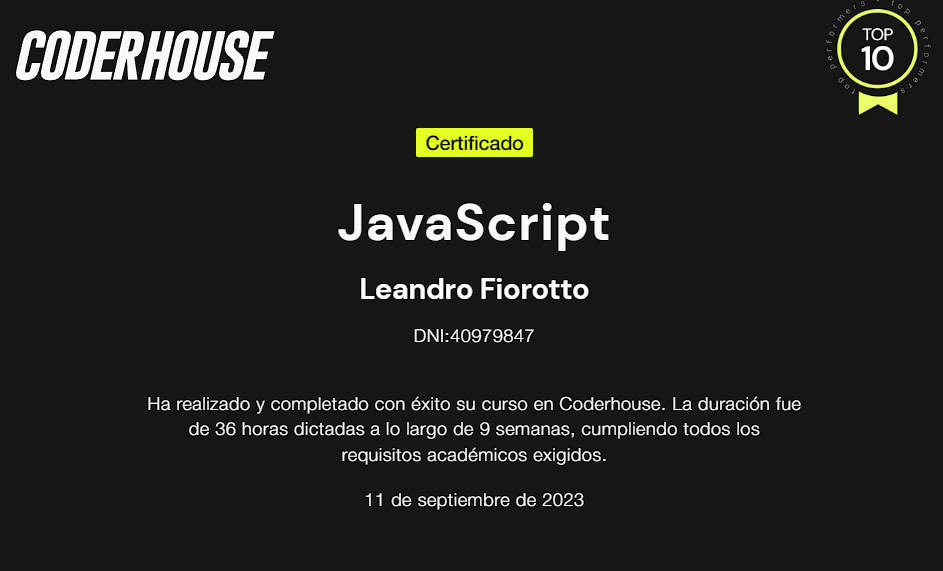 CODERHOUSE
top performers • top performers
TOP
10
Certificado
JavaScript
Leandro Fiorotto
DNI:40979847
Ha realizado y completado con éxito su curso en Coderhouse. La duración fue
de 36 horas dictadas a lo largo de 9 semanas, cumpliendo todos los
requisitos académicos exigidos.
11 de septiembre de 2023